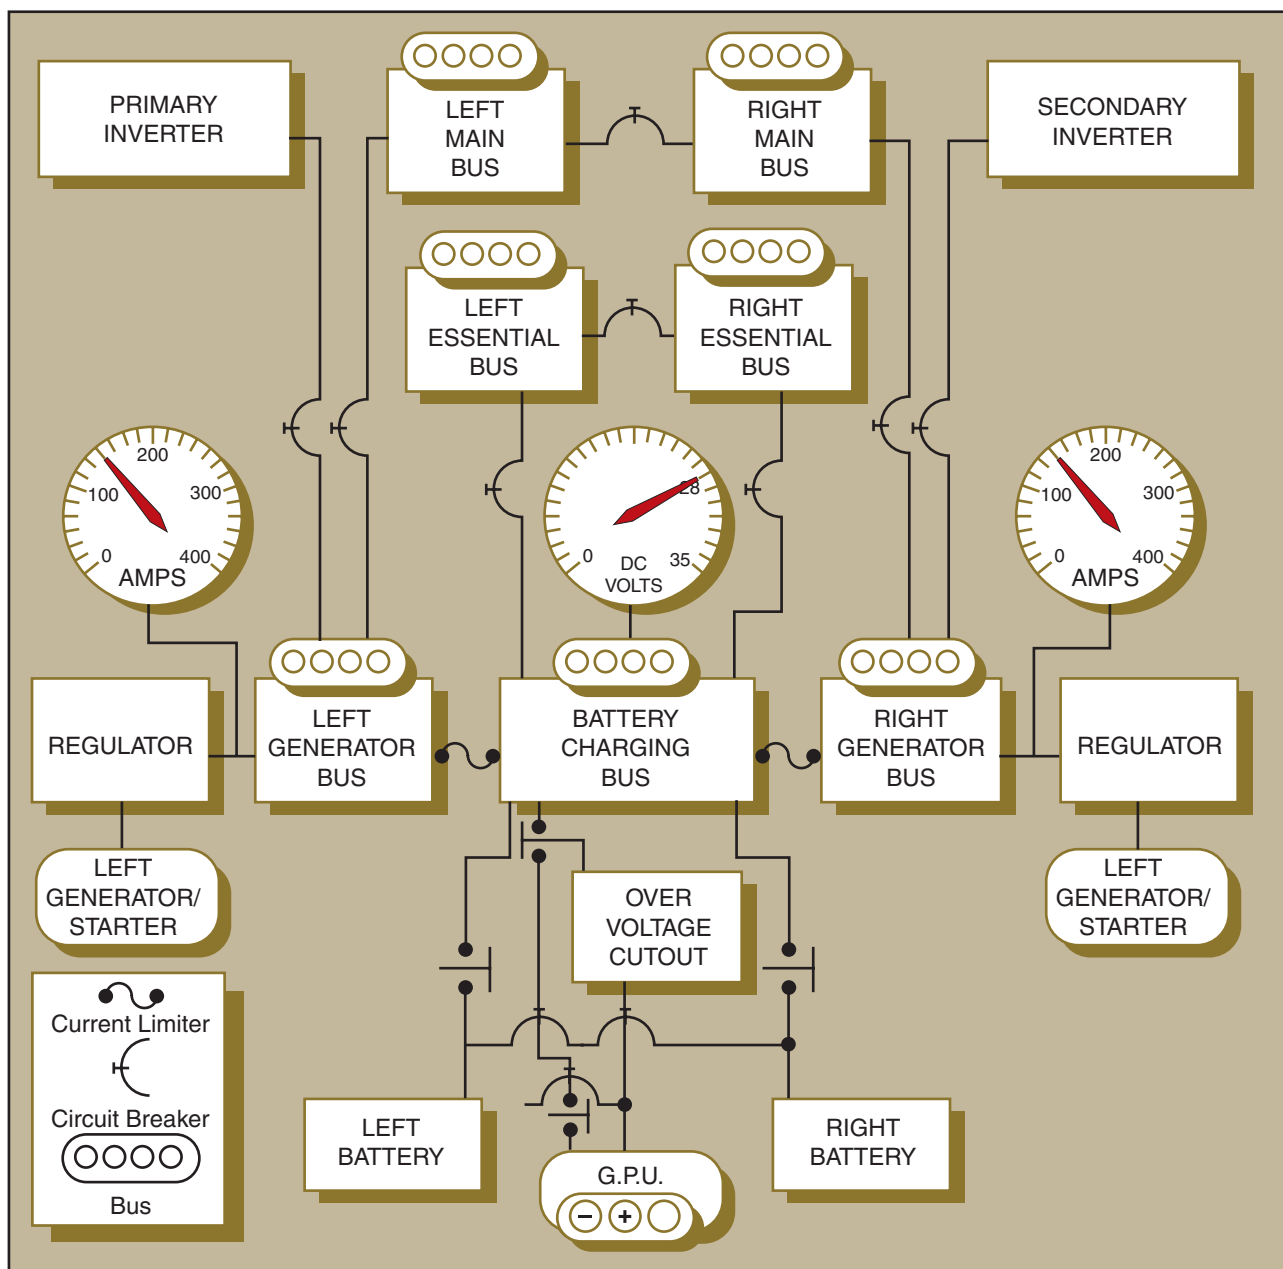 PRIMARY
INVERTER
LEFT
MAIN
BUS
RIGHT
MAIN
BUS
SECONDARY
INVERTER
LEFT
ESSENTIAL
BUS
RIGHT
ESSENTIAL
BUS
0
100
200
300
400
AMPS
0
28
35
DC
VOLTS
0
100
200
300
400
AMPS
REGULATOR
LEFT
GENERATOR
BUS
BATTERY
CHARGING
BUS
RIGHT
GENERATOR
BUS
REGULATOR
LEFT
GENERATOR/
STARTER
OVER
VOLTAGE
CUTOUT
LEFT
GENERATOR/
STARTER
Current Limiter
Circuit Breaker
Bus
LEFT
BATTERY
G.P.U.
− +
RIGHT
BATTERY